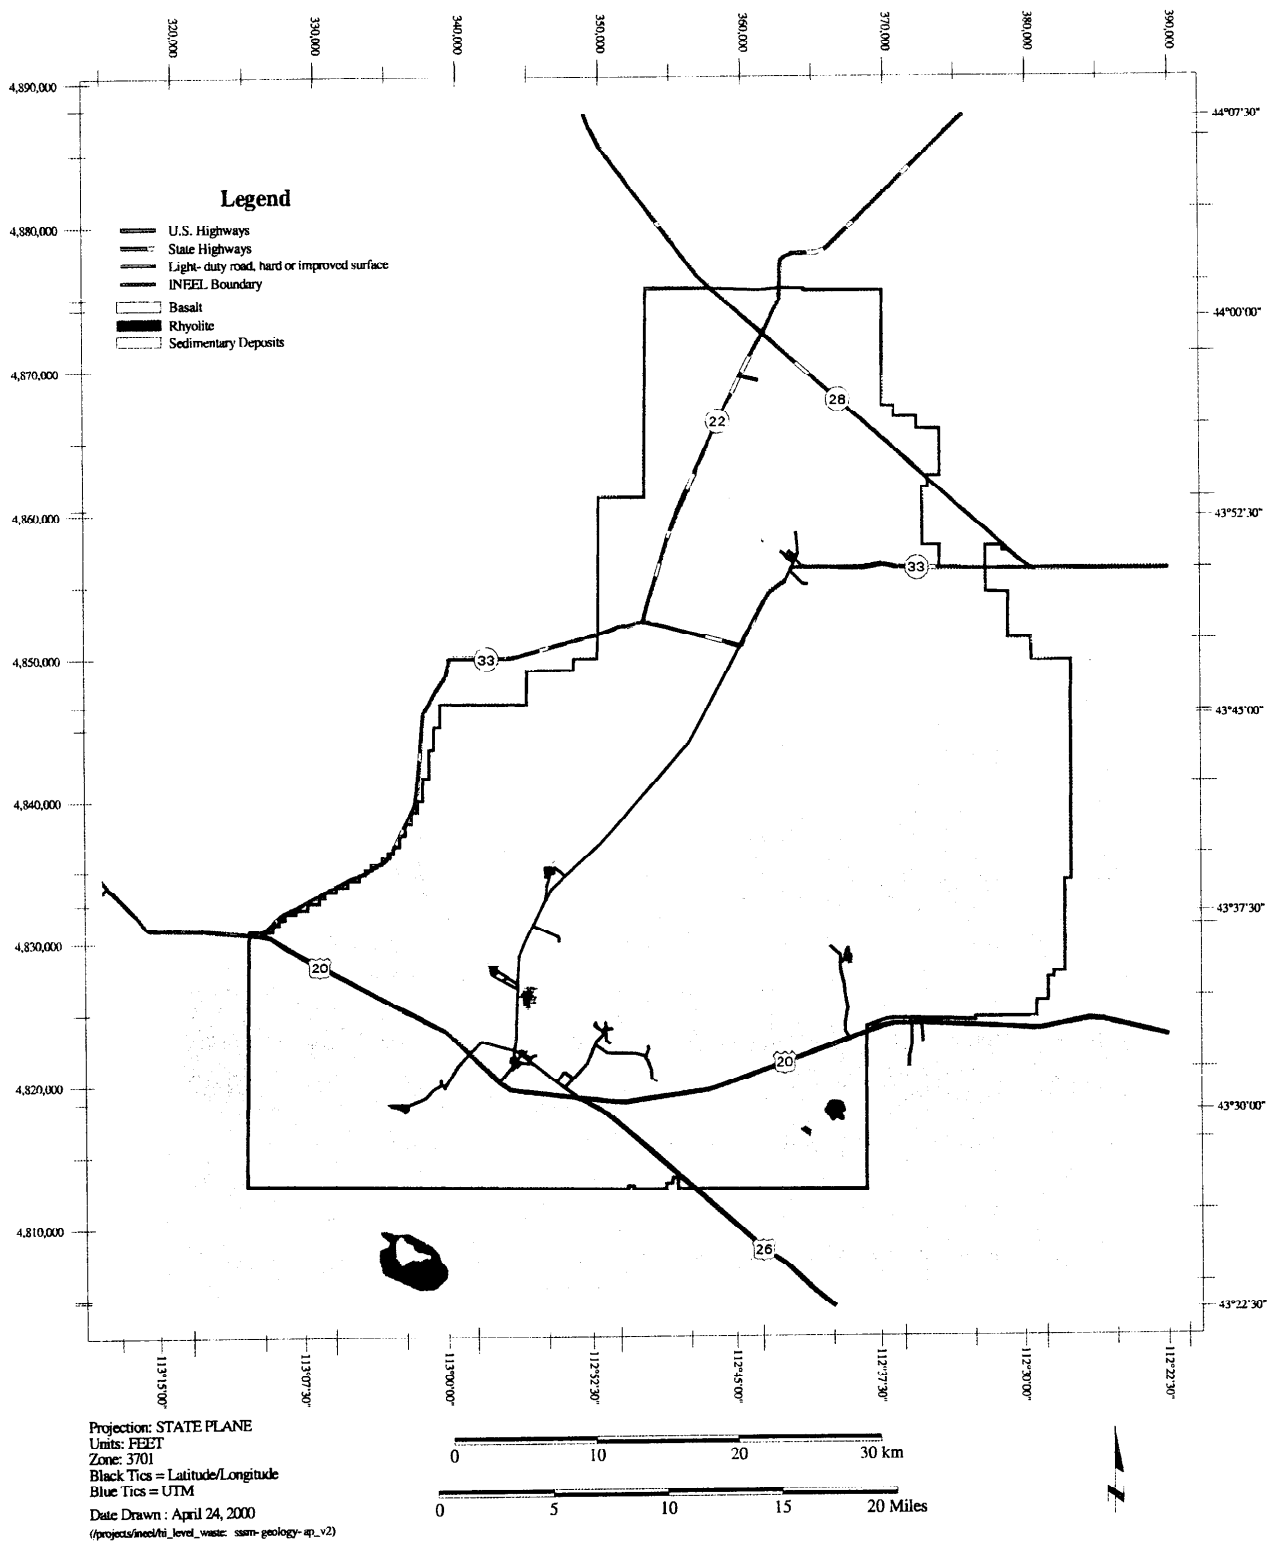 320,000
330,000
340,000
350,000
360,000
370,000
380,000
390,000
4,890,000
44°07'30"
Legend
U.S. Highways
State Highways
Light-duty road, hard or improved surface
INEEL Boundary
Basalt
Rhyolite
Sedimentary Deposits
4,880,000
44°00'00"
4,870,000
28
22
4,860,000
43°52'30"
33
33
4,850,000
43°45'00"
4,840,000
43°37'30"
4,830,000
20
20
4,820,000
43°30'00"
4,810,000
26
43°22'30"
113°15'00"
113°07'30"
113°00'00"
112°52'30"
112°45'00"
112°37'30"
112°30'00"
112°22'30"
Projection: STATE PLANE
Units: FEET
Zone: 3701
Black Tics = Latitude/Longitude
Blue Tics = UTM
Date Drawn : April 24, 2000
(/projects/ineel/hi_level_waste: ssrn-geology-ap_v2)
0 10 20 30 km
0 5 10 15 20 Miles
N